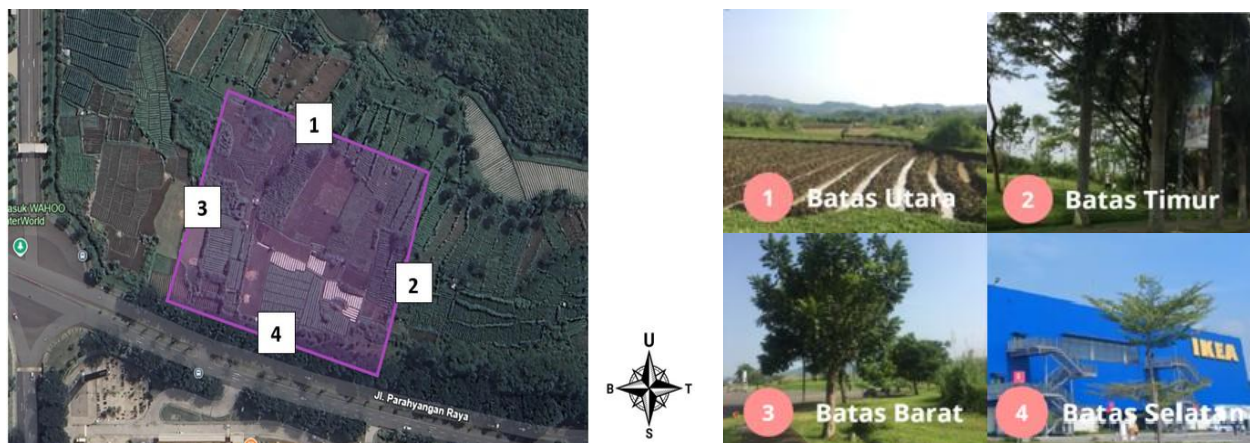 1
3
2
4
asuk WAHOO
terWorld
Jl. Parahyangan Raya
U
B
T
S
1 Batas Utara
2 Batas Timur
IKEA
3 Batas Barat
4 Batas Selatan